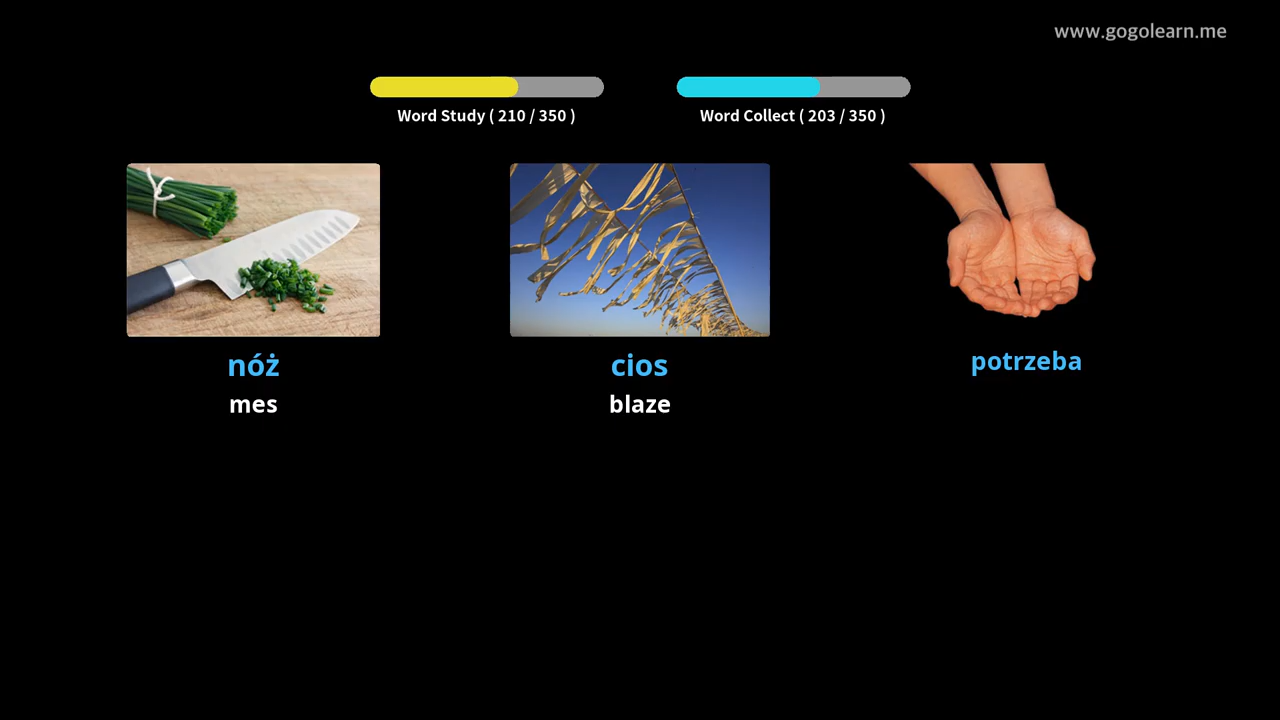 www.gogolearn.me
Word Study ( 210 / 350 )
Word Collect ( 203 / 350 )
nóż
mes
cios
blaze
potrzeba